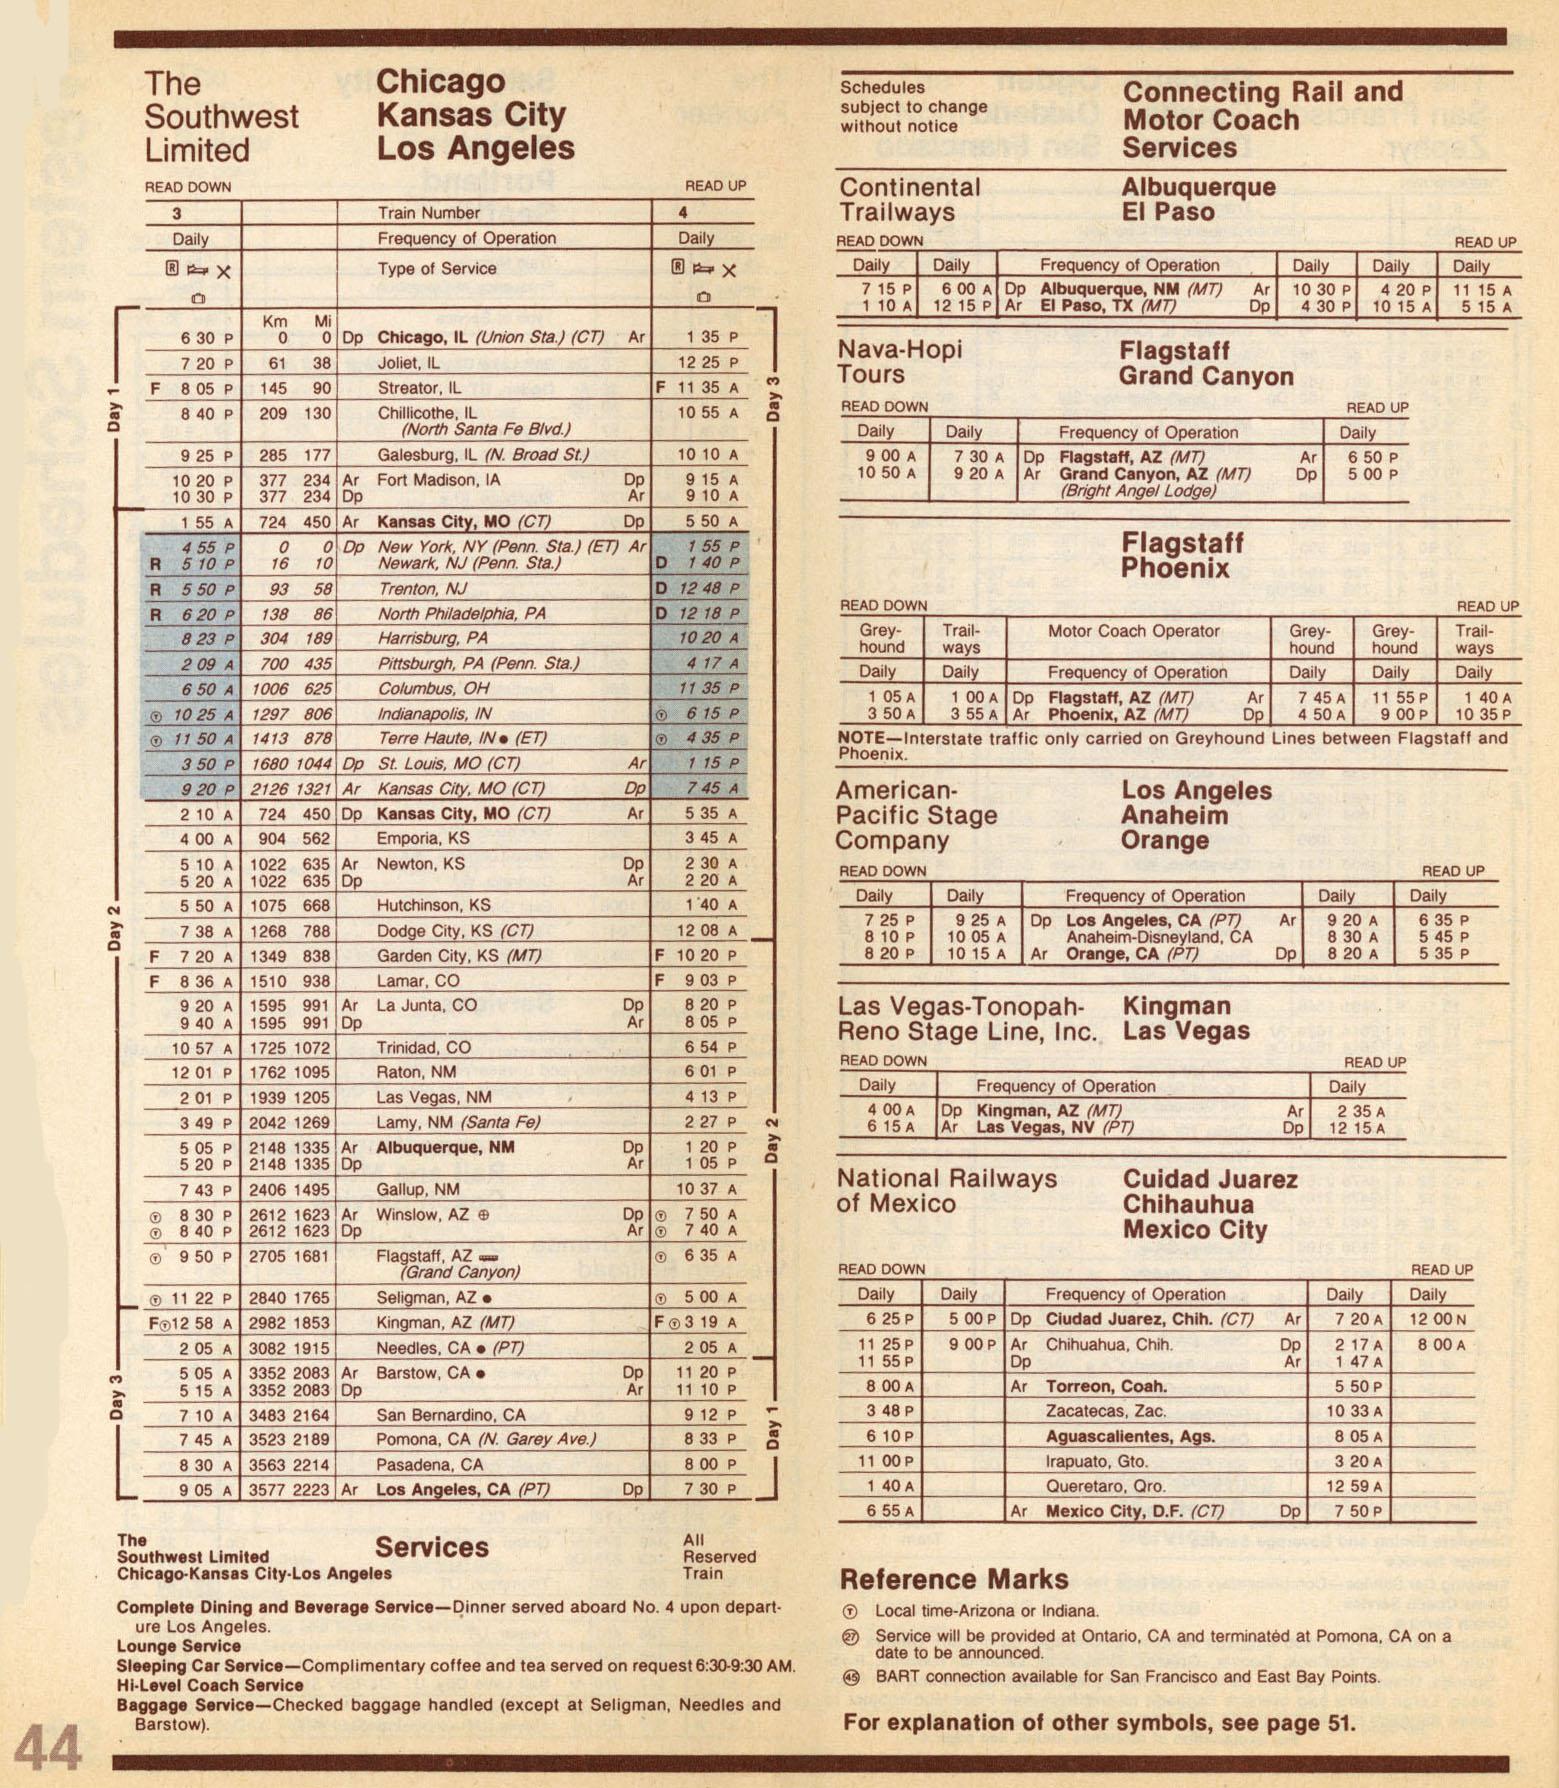 The
Southwest
Limited
Chicago
Kansas City
Los Angeles
READ DOWN READ UP
3 Train Number 4
Daily Frequency of Operation Daily
R Type of Service R
Km Mi
6 30 P 0 0 Dp Chicago, IL (Union Sta.) (CT) Ar 1 35 P
7 20 P 61 38 Joliet, IL 12 25 P
F 8 05 P 145 90 Streator, IL F 11 35 A
8 40 P 209 130 Chillicothe, IL 10 55 A
(North Santa Fe Blvd.)
9 25 P 285 177 Galesburg, IL (N. Broad St.) 10 10 A
10 20 P 377 234 Ar Fort Madison, IA Dp 9 15 A
10 30 P 377 234 Dp Ar 9 10 A
1 55 A 724 450 Ar Kansas City, MO (CT) Dp 5 50 A
4 55 P 0 0 Dp New York, NY (Penn. Sta.) (ET) Ar 1 55 P
R 5 10 P 16 10 Newark, NJ (Penn. Sta.) D 1 40 P
R 5 50 P 93 58 Trenton, NJ D 12 48 P
R 6 20 P 138 86 North Philadelphia, PA D 12 18 P
8 23 P 304 189 Harrisburg, PA 10 20 A
2 09 A 700 435 Pittsburgh, PA (Penn. Sta.) 4 17 A
6 50 A 1006 625 Columbus, OH 11 35 P
Ⓣ 10 25 A 1297 806 Indianapolis, IN Ⓣ 6 15 P
Ⓣ 11 50 A 1413 878 Terre Haute, IN ● (ET) Ⓣ 4 35 P
3 50 P 1680 1044 Dp St. Louis, MO (CT) Ar 1 15 P
9 20 P 2126 1321 Ar Kansas City, MO (CT) Dp 7 45 A
2 10 A 724 450 Dp Kansas City, MO (CT) Ar 5 35 A
4 00 A 904 562 Emporia, KS 3 45 A
5 10 A 1022 635 Ar Newton, KS Dp 2 30 A
5 20 A 1022 635 Dp Ar 2 20 A
5 50 A 1075 668 Hutchinson, KS 1 40 A
7 38 A 1268 788 Dodge City, KS (CT) 12 08 A
F 7 20 A 1349 838 Garden City, KS (MT) F 10 20 P
F 8 36 A 1510 938 Lamar, CO F 9 03 P
9 20 A 1595 991 Ar La Junta, CO Dp 8 20 P
9 40 A 1595 991 Dp Ar 8 05 P
10 57 A 1725 1072 Trinidad, CO 6 54 P
12 01 P 1762 1095 Raton, NM 6 01 P
2 01 P 1939 1205 Las Vegas, NM 4 13 P
3 49 P 2042 1269 Lamy, NM (Santa Fe) 2 27 P
5 05 P 2148 1335 Ar Albuquerque, NM Dp 1 20 P
5 20 P 2148 1335 Dp Ar 1 05 P
7 43 P 2406 1495 Gallup, NM 10 37 A
Ⓣ 8 30 P 2612 1623 Ar Winslow, AZ ⊕ Dp Ⓣ 7 50 A
Ⓣ 8 40 P 2612 1623 Dp Ar Ⓣ 7 40 A
Ⓣ 9 50 P 2705 1681 Flagstaff, AZ Ⓣ 6 35 A
(Grand Canyon)
Ⓣ 11 22 P 2840 1765 Seligman, AZ ● Ⓣ 5 00 A
F Ⓣ 12 58 A 2982 1853 Kingman, AZ (MT) F Ⓣ 3 19 A
2 05 A 3082 1915 Needles, CA ● (PT) 2 05 A
5 05 A 3352 2083 Ar Barstow, CA ● Dp 11 20 P
5 15 A 3352 2083 Dp Ar 11 10 P
7 10 A 3483 2164 San Bernardino, CA 9 12 P
7 45 A 3523 2189 Pomona, CA (N. Garey Ave.) 8 33 P
8 30 A 3563 2214 Pasadena, CA 8 00 P
9 05 A 3577 2223 Ar Los Angeles, CA (PT) Dp 7 30 P
Day 1
Day 2
Day 3
Day 3
Day 2
Day 1
The
Southwest Limited
Chicago-Kansas City-Los Angeles
Services
All
Reserved
Train
Complete Dining and Beverage Service—Dinner served aboard No. 4 upon depart-
ure Los Angeles.
Lounge Service
Sleeping Car Service—Complimentary coffee and tea served on request 6:30-9:30 AM.
Hi-Level Coach Service
Baggage Service—Checked baggage handled (except at Seligman, Needles and
Barstow).
44
Schedules
subject to change
without notice
Connecting Rail and
Motor Coach
Services
Continental
Trailways
Albuquerque
El Paso
READ DOWN READ UP
Daily Daily Frequency of Operation Daily Daily Daily
7 15 P 6 00 A Dp Albuquerque, NM (MT) Ar 10 30 P 4 20 P 11 15 A
1 10 A 12 15 P Ar El Paso, TX (MT) Dp 4 30 P 10 15 A 5 15 A
Nava-Hopi
Tours
Flagstaff
Grand Canyon
READ DOWN READ UP
Daily Daily Frequency of Operation Daily
9 00 A 7 30 A Dp Flagstaff, AZ (MT) Ar 6 50 P
10 50 A 9 20 A Ar Grand Canyon, AZ (MT) Dp 5 00 P
(Bright Angel Lodge)
Flagstaff
Phoenix
READ DOWN READ UP
Grey- Trail- Motor Coach Operator Grey- Grey- Trail-
hound ways hound hound ways
Daily Daily Frequency of Operation Daily Daily Daily
1 05 A 1 00 A Dp Flagstaff, AZ (MT) Ar 7 45 A 11 55 P 1 40 A
3 50 A 3 55 A Ar Phoenix, AZ (MT) Dp 4 50 A 9 00 P 10 35 P
NOTE—Interstate traffic only carried on Greyhound Lines between Flagstaff and
Phoenix.
American-
Pacific Stage
Company
Los Angeles
Anaheim
Orange
READ DOWN READ UP
Daily Daily Frequency of Operation Daily Daily
7 25 P 9 25 A Dp Los Angeles, CA (PT) Ar 9 20 A 6 35 P
8 10 P 10 05 A Anaheim-Disneyland, CA 8 30 A 5 45 P
8 20 P 10 15 A Ar Orange, CA (PT) Dp 8 20 A 5 35 P
Las Vegas-Tonopah-
Reno Stage Line, Inc.
Kingman
Las Vegas
READ DOWN READ UP
Daily Frequency of Operation Daily
4 00 A Dp Kingman, AZ (MT) Ar 2 35 A
6 15 A Ar Las Vegas, NV (PT) Dp 12 15 A
National Railways
of Mexico
Cuidad Juarez
Chihauhua
Mexico City
READ DOWN READ UP
Daily Daily Frequency of Operation Daily Daily
6 25 P 5 00 P Dp Ciudad Juarez, Chih. (CT) Ar 7 20 A 12 00 N
11 25 P 9 00 P Ar Chihuahua, Chih. Dp 2 17 A 8 00 A
11 55 P Dp Ar 1 47 A
8 00 A Ar Torreon, Coah. 5 50 P
3 48 P Zacatecas, Zac. 10 33 A
6 10 P Aguascalientes, Ags. 8 05 A
11 00 P Irapuato, Gto. 3 20 A
1 40 A Queretaro, Qro. 12 59 A
6 55 A Ar Mexico City, D.F. (CT) Dp 7 50 P
Reference Marks
Ⓣ Local time-Arizona or Indiana.
㉗ Service will be provided at Ontario, CA and terminated at Pomona, CA on a
date to be announced.
㊺ BART connection available for San Francisco and East Bay Points.
For explanation of other symbols, see page 51.